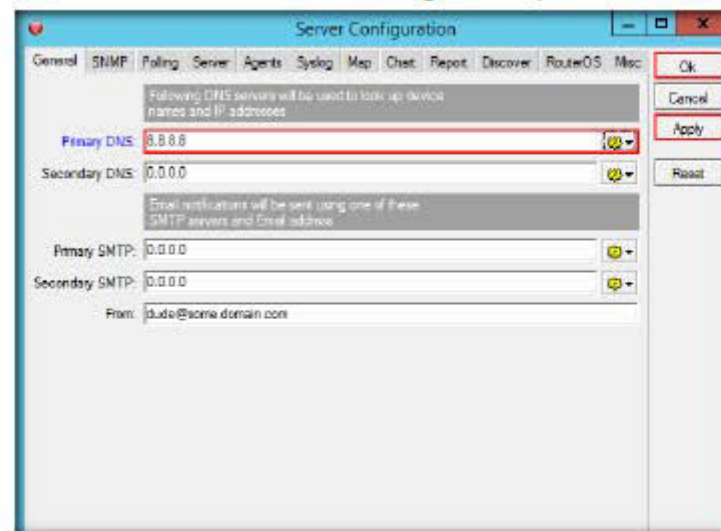 Server Configuration
General SNMP Polling Server Agents Syslog Map Chart Report Discover RouterOS Misc
Ok
Cancel
Apply
Reset
Following DNS servers will be used to look up device
names and IP addresses
Primary DNS: 8.8.8.8
Secondary DNS: 0.0.0.0
Email notifications will be sent using one of these
SMTP servers and Email address
Primary SMTP: 0.0.0.0
Secondary SMTP: 0.0.0.0
From: dude@some.domain.com